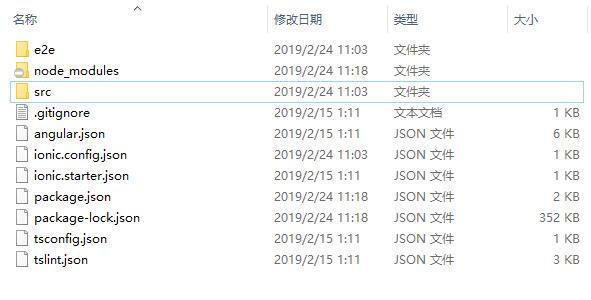 名称 修改日期 类型 大小
e2e 2019/2/24 11:03 文件夹
node_modules 2019/2/24 11:18 文件夹
src 2019/2/24 11:03 文件夹
.gitignore 2019/2/15 1:11 文本文档 1 KB
angular.json 2019/2/15 1:11 JSON 文件 6 KB
ionic.config.json 2019/2/24 11:03 JSON 文件 1 KB
ionic.starter.json 2019/2/15 1:11 JSON 文件 1 KB
package.json 2019/2/24 11:18 JSON 文件 2 KB
package-lock.json 2019/2/24 11:18 JSON 文件 352 KB
tsconfig.json 2019/2/15 1:11 JSON 文件 1 KB
tslint.json 2019/2/15 1:11 JSON 文件 3 KB